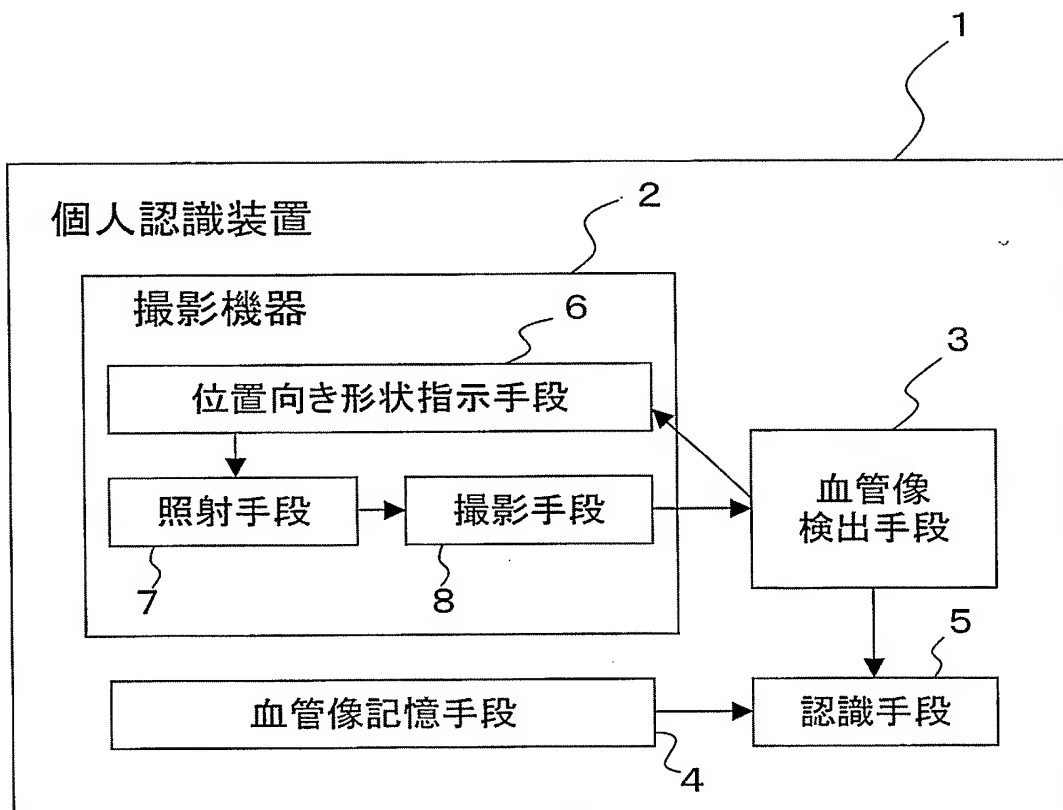 1
個人認識装置
2
撮影機器
6
位置向き形状指示手段
3
血管像
検出手段
照射手段
撮影手段
7
8
5
血管像記憶手段
認識手段
4